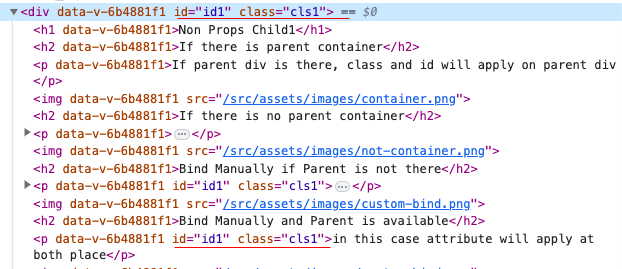 ▼<div data-v-6b4881f1 id="id1" class="cls1"> == $0
<h1 data-v-6b4881f1>Non Props Child1</h1>
<h2 data-v-6b4881f1>If there is parent container</h2>
<p data-v-6b4881f1>If parent div is there, class and id will apply on parent div
</p>
<img data-v-6b4881f1 src="/src/assets/images/container.png">
<h2 data-v-6b4881f1>If there is no parent container</h2>
▶<p data-v-6b4881f1>…</p>
<img data-v-6b4881f1 src="/src/assets/images/not-container.png">
<h2 data-v-6b4881f1>Bind Manually if Parent is not there</h2>
▶<p data-v-6b4881f1 id="id1" class="cls1">…</p>
<img data-v-6b4881f1 src="/src/assets/images/custom-bind.png">
<h2 data-v-6b4881f1>Bind Manually and Parent is available</h2>
<p data-v-6b4881f1 id="id1" class="cls1">in this case attribute will apply at
both place</p>